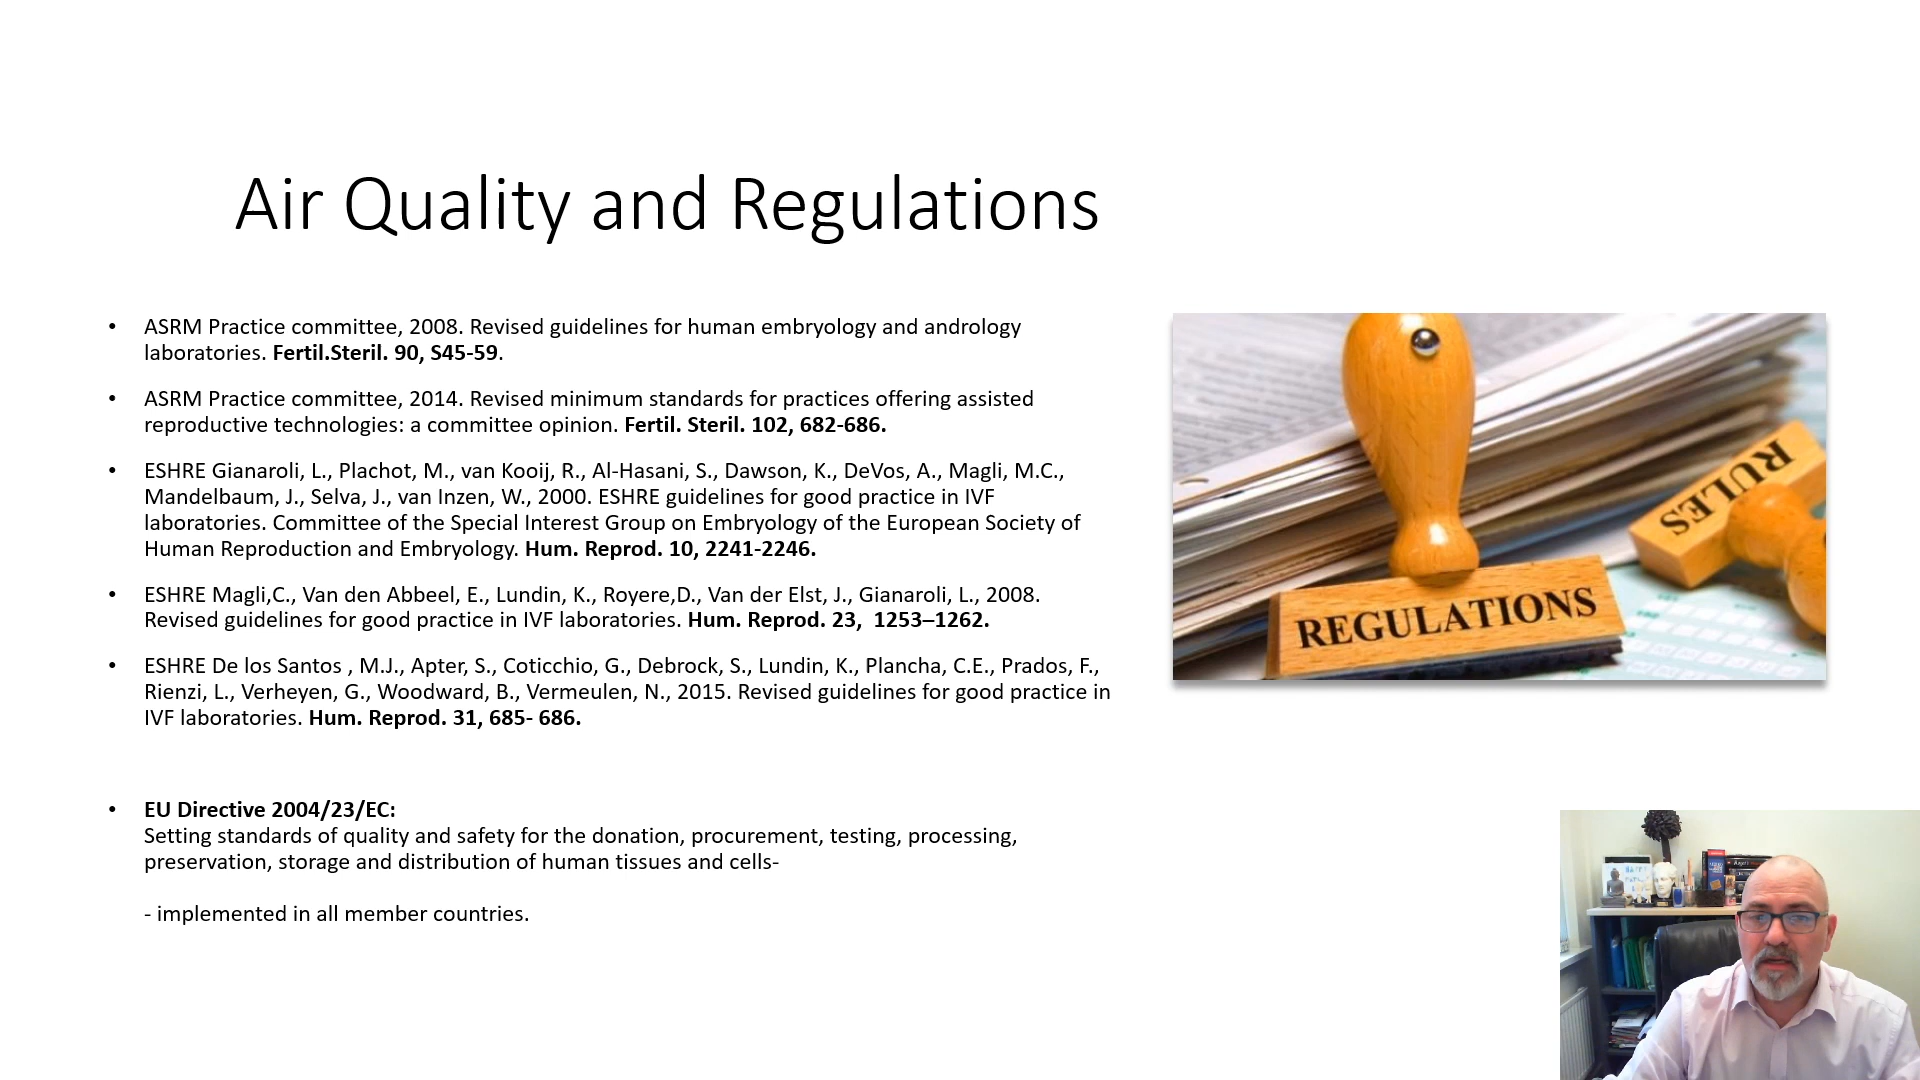 Air Quality and Regulations
• ASRM Practice committee, 2008. Revised guidelines for human embryology and andrology
laboratories. Fertil.Steril. 90, S45-59.
• ASRM Practice committee, 2014. Revised minimum standards for practices offering assisted
reproductive technologies: a committee opinion. Fertil. Steril. 102, 682-686.
• ESHRE Gianaroli, L., Plachot, M., van Kooij, R., Al-Hasani, S., Dawson, K., DeVos, A., Magli, M.C.,
Mandelbaum, J., Selva, J., van Inzen, W., 2000. ESHRE guidelines for good practice in IVF
laboratories. Committee of the Special Interest Group on Embryology of the European Society of
Human Reproduction and Embryology. Hum. Reprod. 10, 2241-2246.
• ESHRE Magli,C., Van den Abbeel, E., Lundin, K., Royere,D., Van der Elst, J., Gianaroli, L., 2008.
Revised guidelines for good practice in IVF laboratories. Hum. Reprod. 23,  1253–1262.
• ESHRE De los Santos , M.J., Apter, S., Coticchio, G., Debrock, S., Lundin, K., Plancha, C.E., Prados, F.,
Rienzi, L., Verheyen, G., Woodward, B., Vermeulen, N., 2015. Revised guidelines for good practice in
IVF laboratories. Hum. Reprod. 31, 685- 686.
• EU Directive 2004/23/EC:
Setting standards of quality and safety for the donation, procurement, testing, processing,
preservation, storage and distribution of human tissues and cells-
- implemented in all member countries.
RULES
REGULATIONS